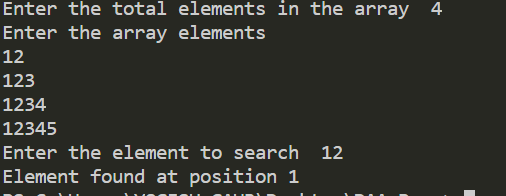 Enter the total elements in the array  4
Enter the array elements
12
123
1234
12345
Enter the element to search  12
Element found at position 1